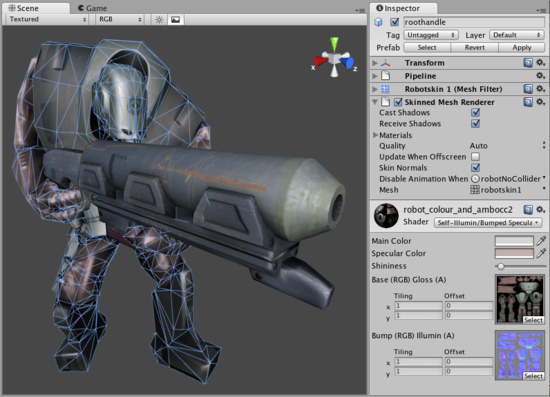 Scene
Game
Textured
RGB
x
z
Inspector
roothandle
Tag Untagged Layer Default
Prefab Select Revert Apply
Transform
Pipeline
Robotskin 1 (Mesh Filter)
Skinned Mesh Renderer
Cast Shadows
Receive Shadows
Materials
Quality Auto
Update When Offscreen
Skin Normals
Disable Animation When robotNoCollider
Mesh robotskin1
robot_colour_and_ambocc2
Shader Self-Illumin/Bumped Specula
Main Color
Specular Color
Shininess
Base (RGB) Gloss (A)
Tiling Offset
x 1 0
y 1 0
Select
Bump (RGB) Illumin (A)
Tiling Offset
x 1 0
y 1 0
Select